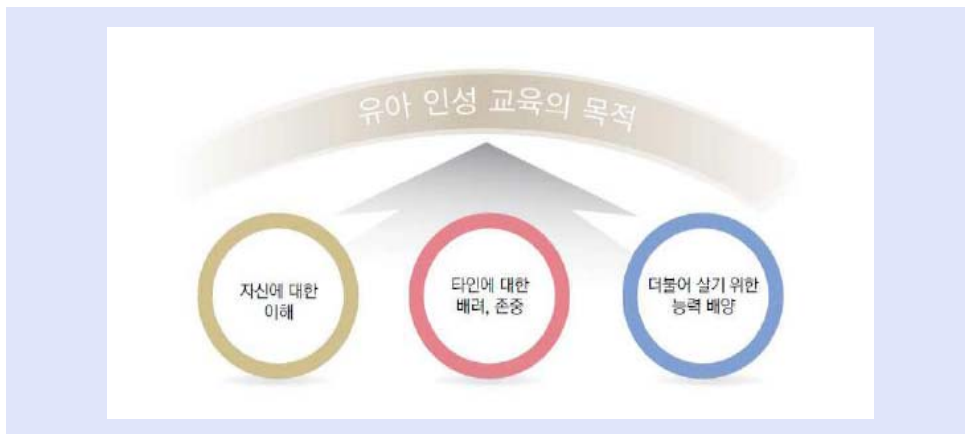 유아 인성 교육의 목적
자신에 대한
이해
타인에 대한
배려, 존중
더불어 살기 위한
능력 배양